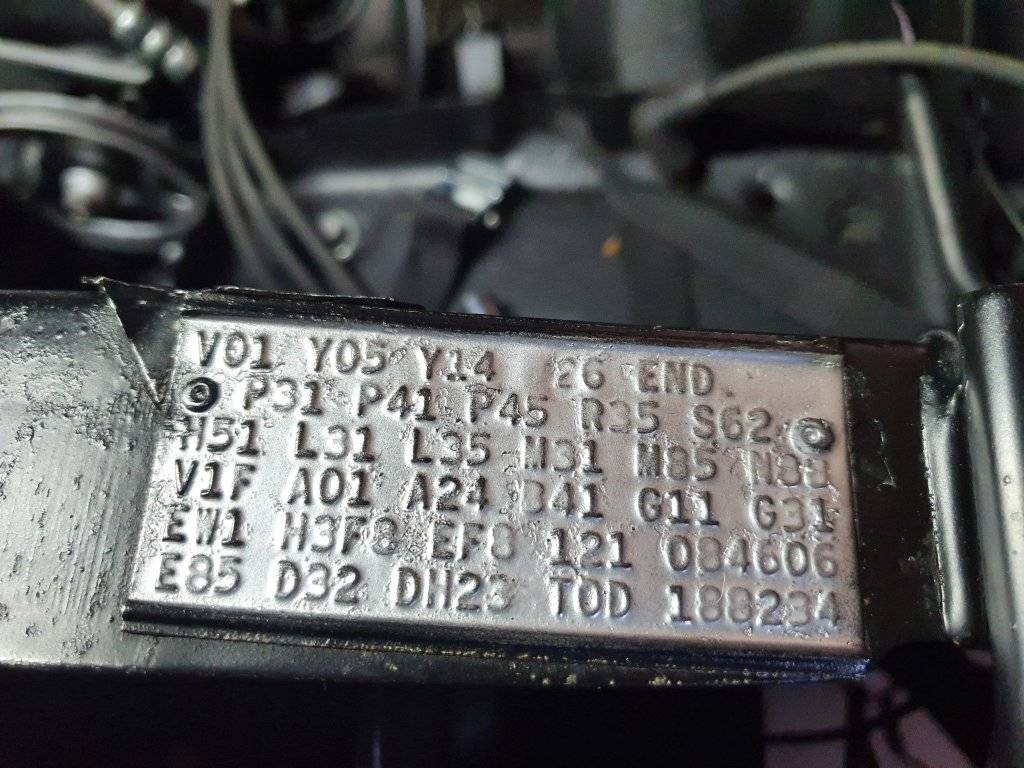 V01 Y05 Y14 26 END
P31 P41 P45 R35 S62
H51 L31 L35 M31 M85 N88
V1F A01 A24 B41 G11 G31
EW1 H3F8 EF8 121 084606
E85 D32 DH23 TOD 188234